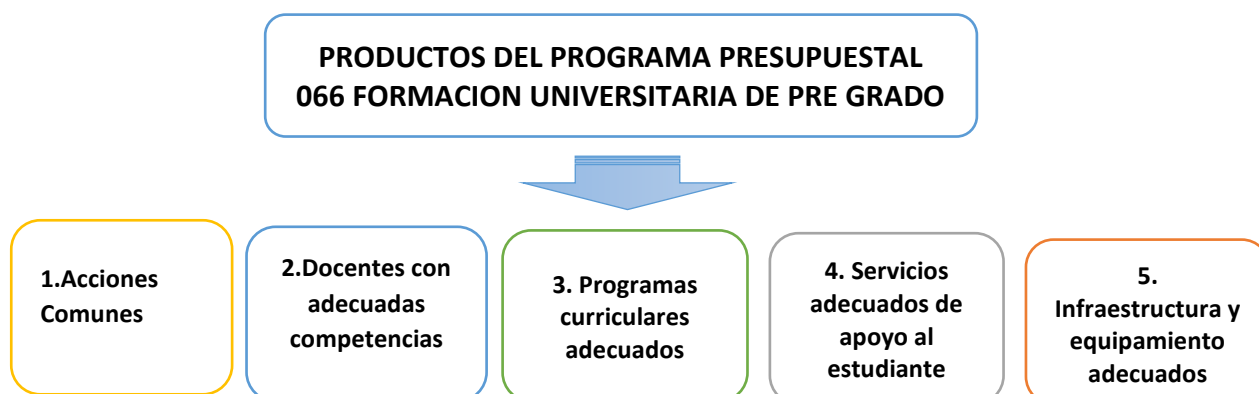 PRODUCTOS DEL PROGRAMA PRESUPUESTAL
066 FORMACION UNIVERSITARIA DE PRE GRADO
1.Acciones
Comunes
2.Docentes con
adecuadas
competencias
3. Programas
curriculares
adecuados
4. Servicios
adecuados de
apoyo al
estudiante
5.
Infraestructura y
equipamiento
adecuados